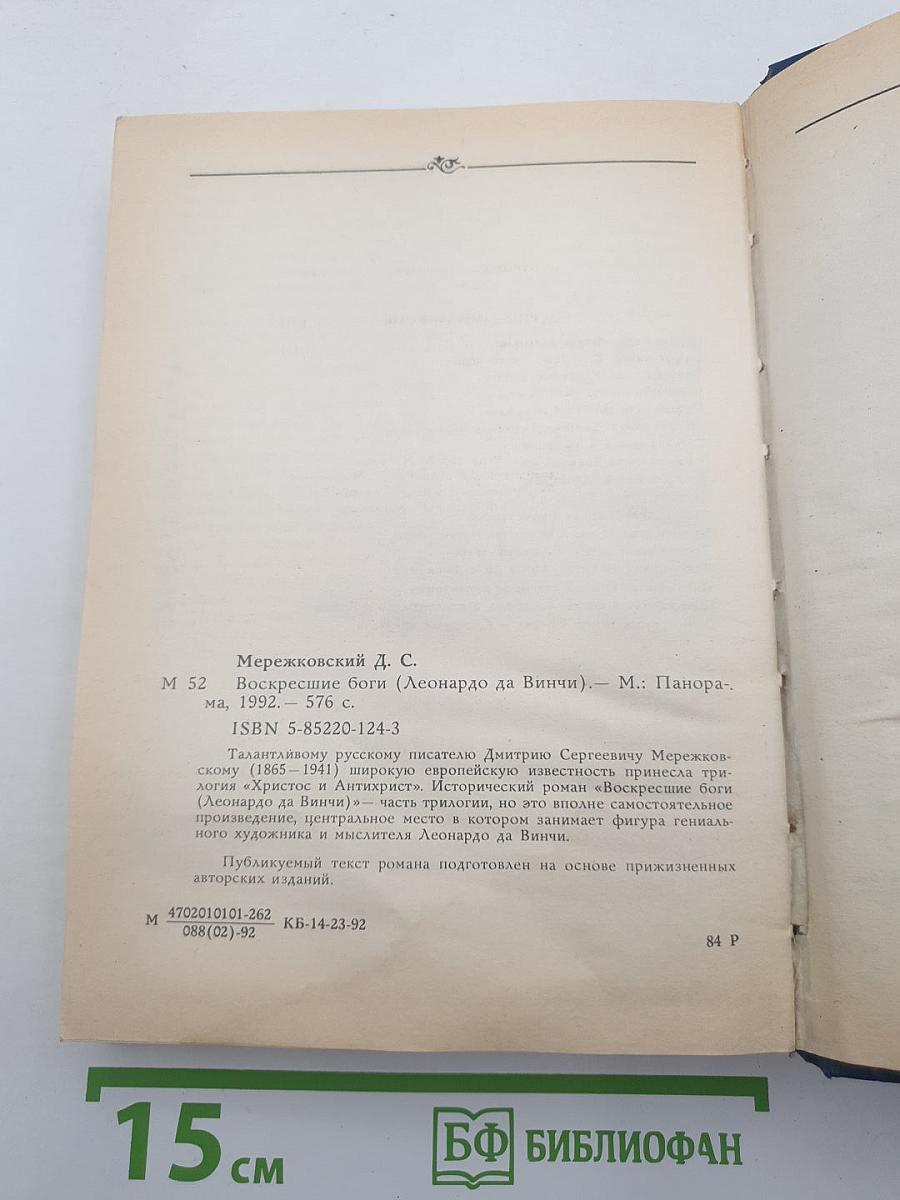 Мережковский Д. С.
М 52 Воскресшие боги (Леонардо да Винчи).— М.: Панора-
ма, 1992.— 576 с.
ISBN 5-85220-124-3
Талантливому русскому писателю Дмитрию Сергеевичу Мережков-
скому (1865—1941) широкую европейскую известность принесла три-
логия «Христос и Антихрист». Исторический роман «Воскресшие боги
(Леонардо да Винчи)»— часть трилогии, но это вполне самостоятельное
произведение, центральное место в котором занимает фигура гениаль-
ного художника и мыслителя Леонардо да Винчи.
Публикуемый текст романа подготовлен на основе прижизненных
авторских изданий.
М 4702010101-262
088(02)-92 КБ-14-23-92
84 Р
15 см
БФ БИБЛИОФАН